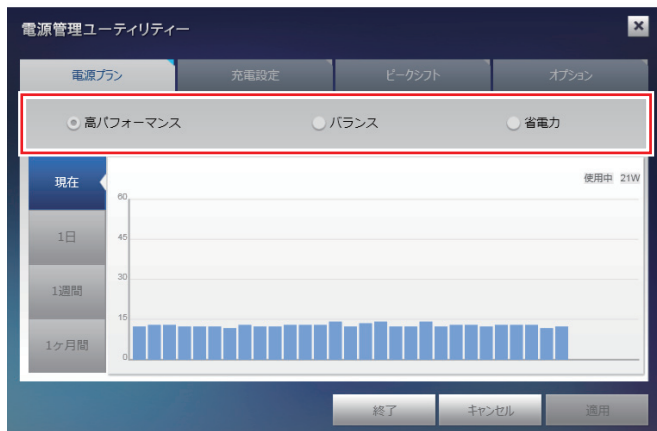 電源管理ユーティリティー
電源プラン 充電設定 ピークシフト オプション
高パフォーマンス バランス 省電力
現在
使用中 21W
60
1日
45
30
1週間
15
1ヶ月間
0
終了 キャンセル 適用